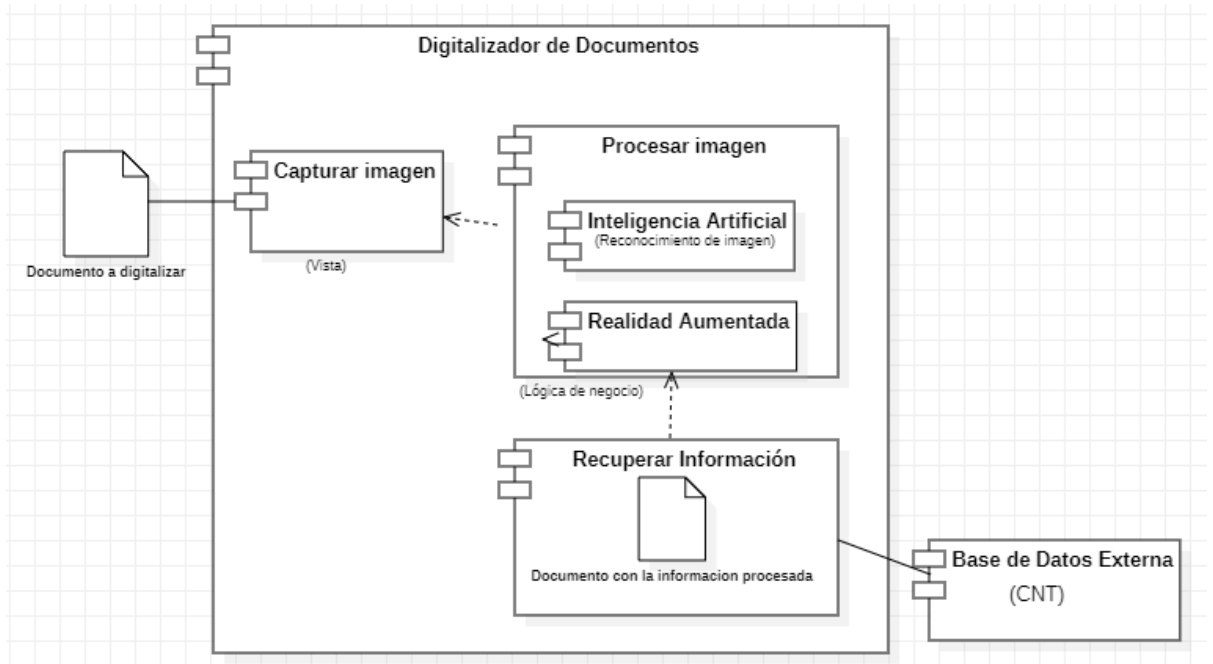 Digitalizador de Documentos
Procesar imagen
Capturar imagen
Inteligencia Artificial
(Reconocimiento de imagen)
Documento a digitalizar
(Vista)
Realidad Aumentada
(Lógica de negocio)
Recuperar Información
Documento con la informacion procesada
Base de Datos Externa
(CNT)